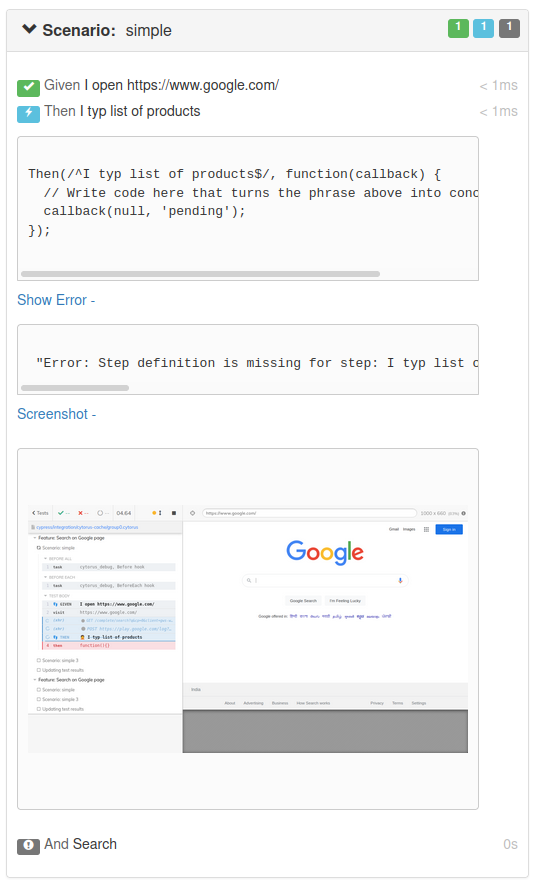 Scenario: simple 1 1 1
Given I open https://www.google.com/ < 1ms
Then I typ list of products < 1ms
Then(/^I typ list of products$/, function(callback) {
// Write code here that turns the phrase above into conc
callback(null, 'pending');
});
Show Error -
"Error: Step definition is missing for step: I typ list o
Screenshot -
Tests
04.64
https://www.google.com/
1000 x 660
Feature: Search on Google page
Scenario: simple
BEFORE ALL
1 task cytorus_debug, Before hook
BEFORE EACH
1 task cytorus_debug, BeforeEach hook
TEST BODY
1 GIVEN I open https://www.google.com/
2 visit https://www.google.com/
THEN I typ list of products
4 then function(){}
Scenario: simple 3
Updating test results
Feature: Search on Google page
Scenario: simple
Scenario: simple 3
Updating test results
Gmail Images Sign in
Google
Google Search I'm Feeling Lucky
Google offered in:
India
About Advertising Business How Search works Privacy Terms Settings
And Search 0s